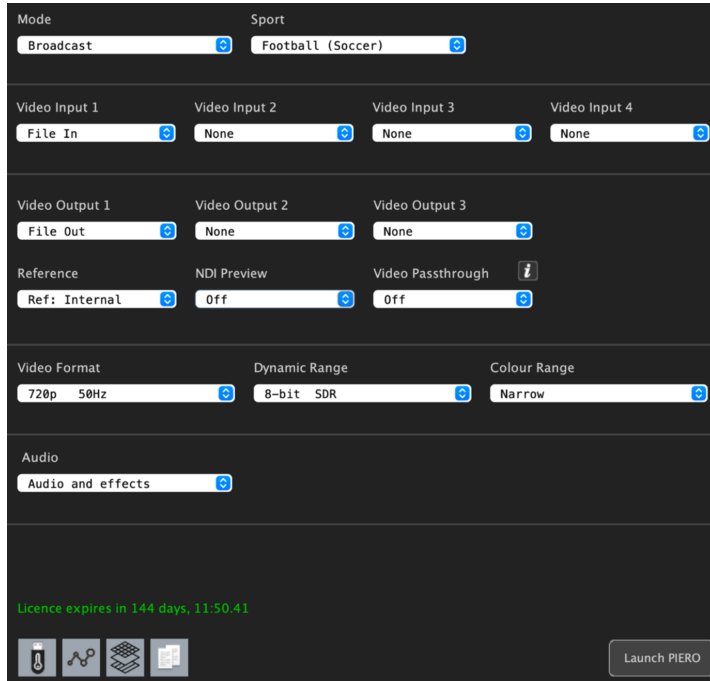 Mode Sport
Broadcast Football (Soccer)
Video Input 1 Video Input 2 Video Input 3 Video Input 4
File In None None None
Video Output 1 Video Output 2 Video Output 3
File Out None None
Reference NDI Preview Video Passthrough i
Ref: Internal Off Off
Video Format Dynamic Range Colour Range
720p 50Hz 8-bit SDR Narrow
Audio
Audio and effects
Licence expires in 144 days, 11:50.41
Launch PIERO